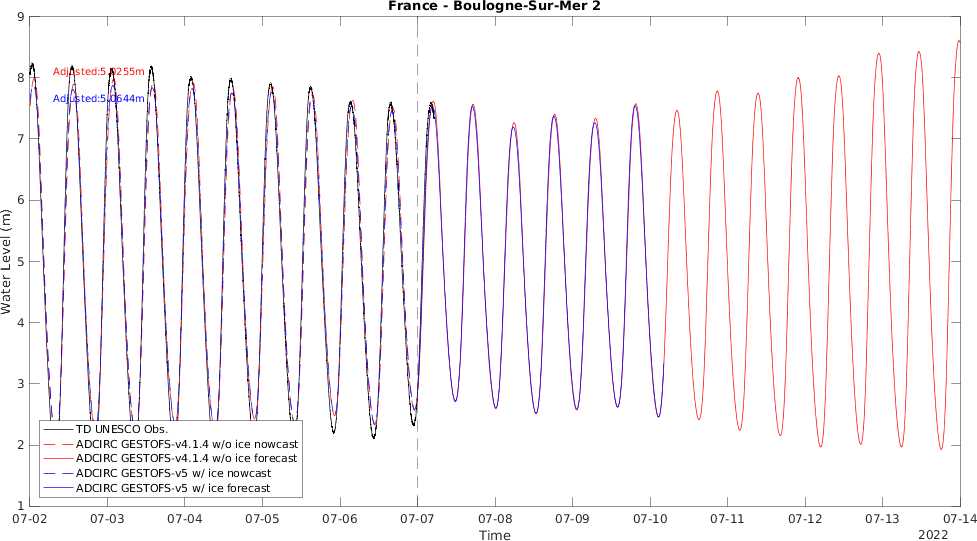 France - Boulogne-Sur-Mer 2
9
8
7
6
5
4
3
2
1
Water Level (m)
Adjusted:5.0644m
TD UNESCO Obs.
ADCIRC GESTOFS-v4.1.4 w/o ice nowcast
ADCIRC GESTOFS-v4.1.4 w/o ice forecast
ADCIRC GESTOFS-v5 w/ ice nowcast
ADCIRC GESTOFS-v5 w/ ice forecast
07-02 07-03 07-04 07-05 07-06 07-07 07-08 07-09 07-10 07-11 07-12 07-13 07-14
Time
2022